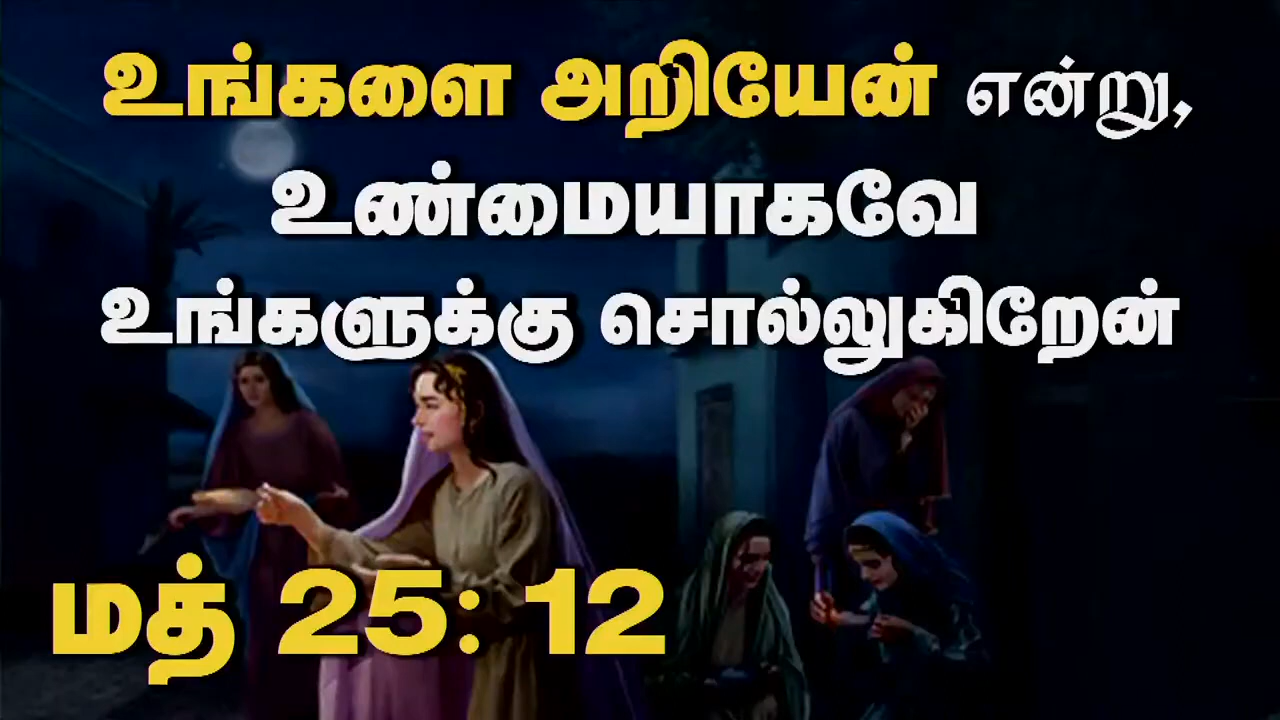 உங்களை அறியேன் என்று,
உண்மையாகவே
உங்களுக்கு சொல்லுகிறேன்
மத் 25: 12